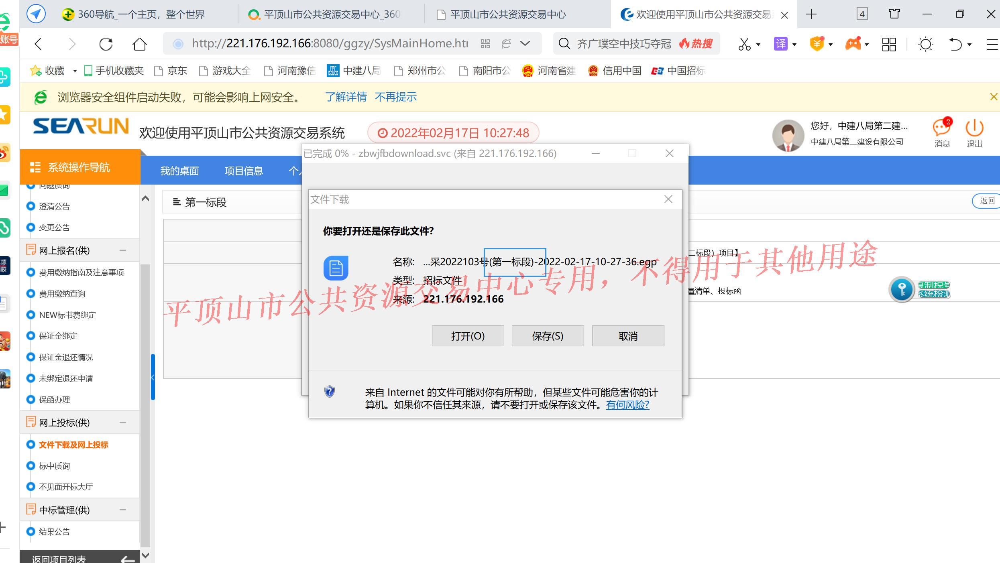 360导航_一个主页，整个世界
平顶山市公共资源交易中心_360
平顶山市公共资源交易中心
欢迎使用平顶山市公共资源交易
4
账号
http://221.176.192.166:8080/ggzy/SysMainHome.htm
齐广璞空中技巧夺冠
热搜
译
收藏
手机收藏夹
京东
游戏大全
河南豫信
中建八局
郑州市公
南阳市公
河南省建
信用中国
中国招标
浏览器安全组件启动失败，可能会影响上网安全。
了解详情
不再提示
SEARUN
欢迎使用平顶山市公共资源交易系统
2022年02月17日 10:27:48
您好，中建八局第二建...
中建八局第二建设有限公司
2
消息
退出
系统操作导航
我的桌面
项目信息
个人
已完成 0% - zbwjfbdownload.svc (来自 221.176.192.166)
问题质询
澄清公告
变更公告
网上报名(供)
费用缴纳指南及注意事项
费用缴纳查询
NEW标书费绑定
保证金绑定
保证金退还情况
未绑定退还申请
保函办理
网上投标(供)
文件下载及网上投标
标中质询
不见面开标大厅
中标管理(供)
结果公告
返回项目列表
第一标段
返回
文件下载
你要打开还是保存此文件?
名称: ...采2022103号(第一标段)-2022-02-17-10-27-36.egp
类型: 招标文件
来源: 221.176.192.166
打开(O)
保存(S)
取消
来自 Internet 的文件可能对你有所帮助，但某些文件可能危害你的计
算机。如果你不信任其来源，请不要打开或保存该文件。有何风险?
二标段）项目】
量清单、投标函
系统检测
平顶山市公共资源交易中心专用，不得用于其他用途